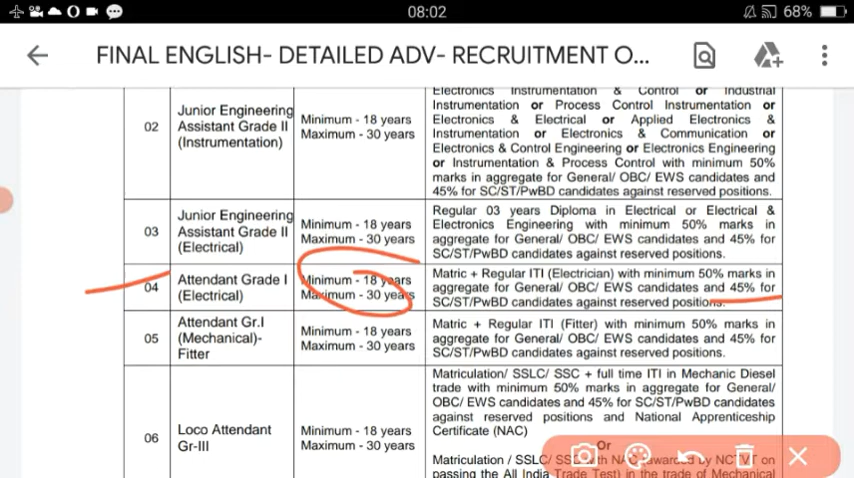 08:02
68%
FINAL ENGLISH- DETAILED ADV- RECRUITMENT O...
Electronics Instrumentation & Control or Industrial
Instrumentation or Process Control Instrumentation or
Electronics & Electrical or Applied Electronics &
Instrumentation or Electronics & Communication or
Electronics & Control Engineering or Electronics Engineering
or Instrumentation & Process Control with minimum 50%
marks in aggregate for General/ OBC/ EWS candidates and
45% for SC/ST/PwBD candidates against reserved positions.
02
Junior Engineering
Assistant Grade II
(Instrumentation)
Minimum - 18 years
Maximum - 30 years
03
Junior Engineering
Assistant Grade II
(Electrical)
Minimum - 18 years
Maximum - 30 years
Regular 03 years Diploma in Electrical or Electrical &
Electronics Engineering with minimum 50% marks in
aggregate for General/ OBC/ EWS candidates and 45% for
SC/ST/PwBD candidates against reserved positions.
04
Attendant Grade I
(Electrical)
Minimum - 18 years
Maximum - 30 years
Matric + Regular ITI (Electrician) with minimum 50% marks in
aggregate for General/ OBC/ EWS candidates and 45% for
SC/ST/PwBD candidates against reserved positions.
05
Attendant Gr.I
(Mechanical)-
Fitter
Minimum - 18 years
Maximum - 30 years
Matric + Regular ITI (Fitter) with minimum 50% marks in
aggregate for General/ OBC/ EWS candidates and 45% for
SC/ST/PwBD candidates against reserved positions.
06
Loco Attendant
Gr-III
Minimum - 18 years
Maximum - 30 years
Matriculation/ SSLC/ SSC + full time ITI in Mechanic Diesel
trade with minimum 50% marks in aggregate for General/
OBC/ EWS candidates and 45% for SC/ST/PwBD candidates
against reserved positions and National Apprenticeship
Certificate (NAC)
Or
Matriculation / SSLC/ SSC with NAC (awarded by NCTVT on
passing the All India Trade Test) in the trade of Mechanical